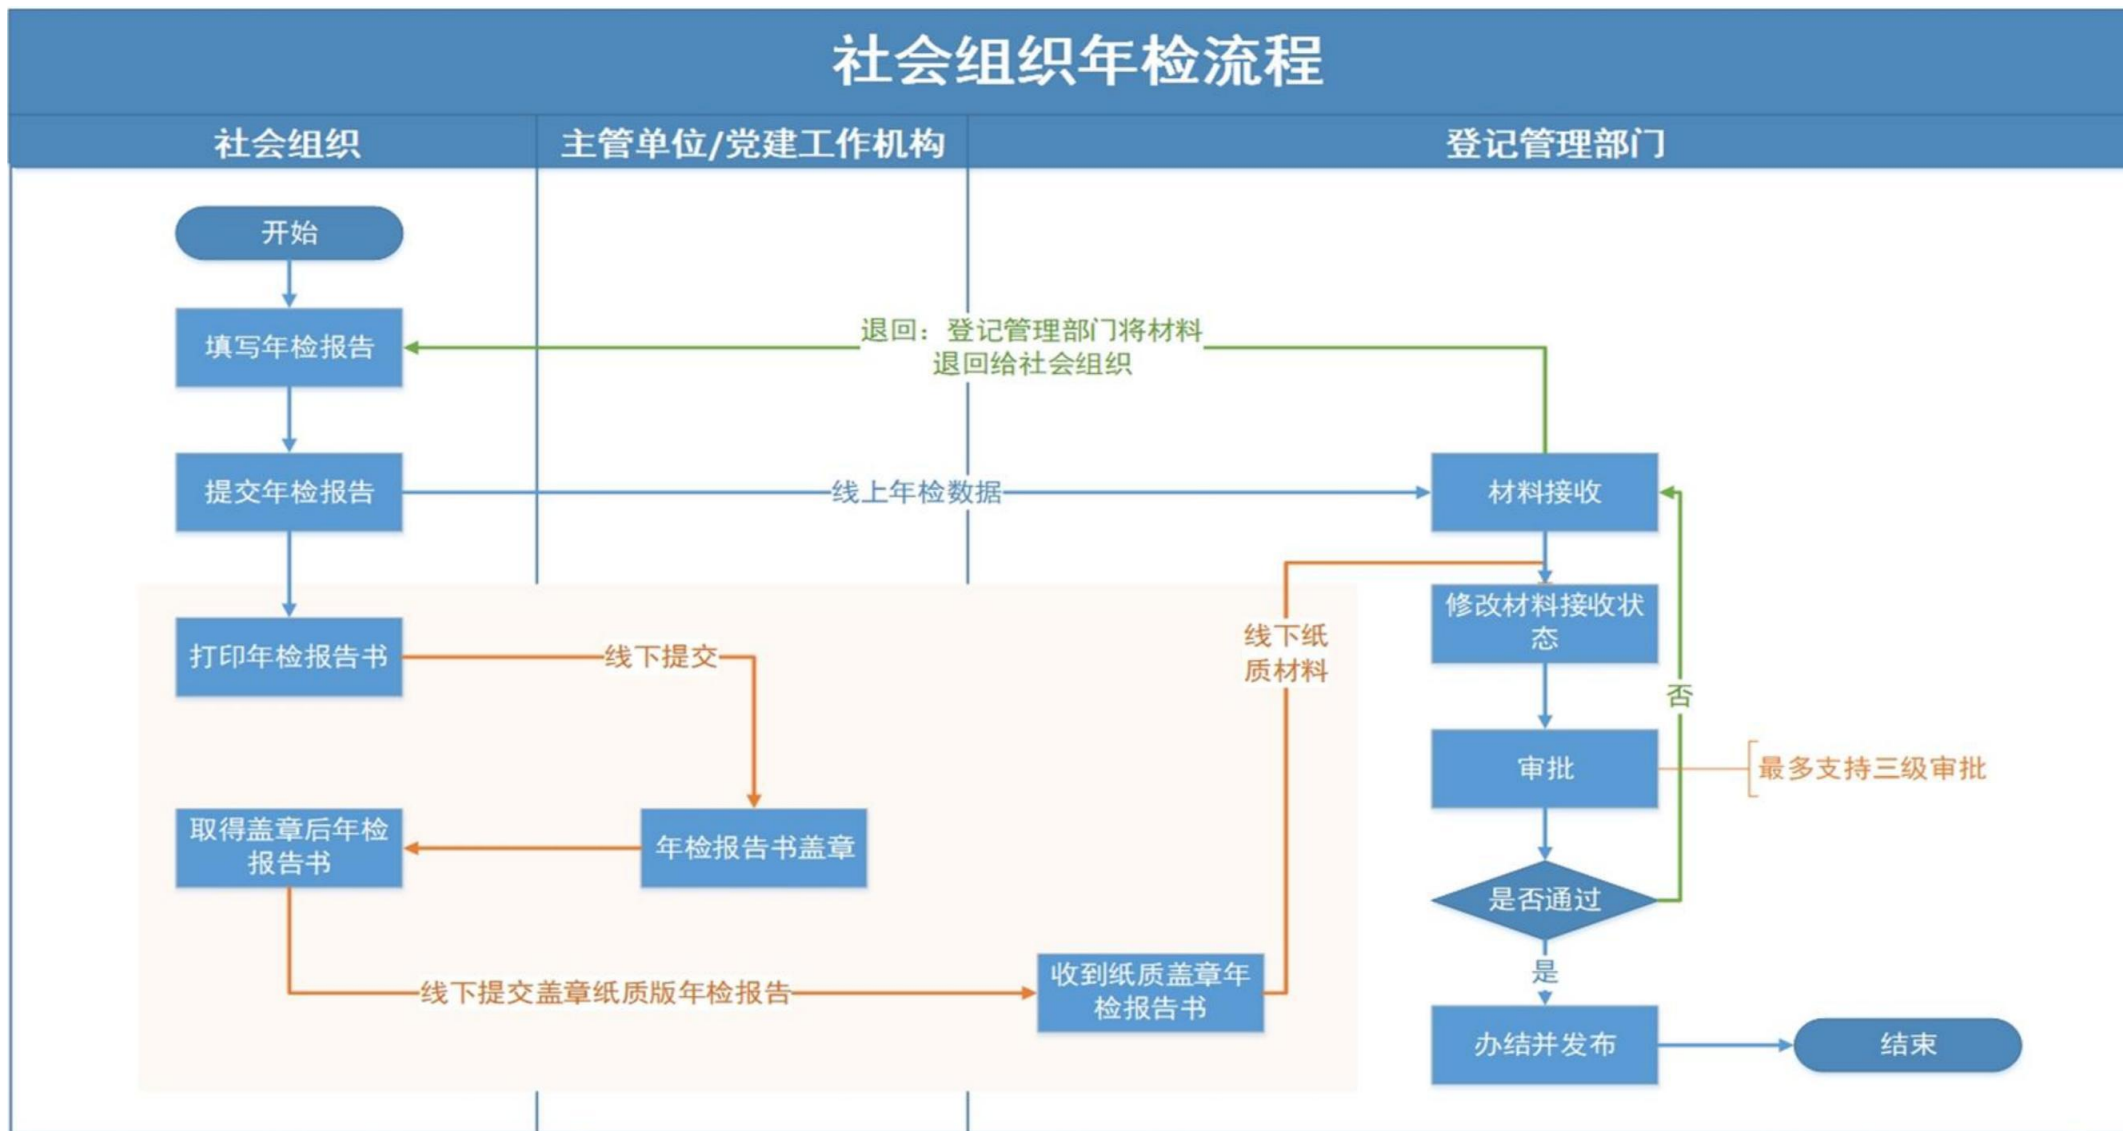 社会组织年检流程
社会组织
主管单位/党建工作机构
登记管理部门
开始
填写年检报告
退回：登记管理部门将材料
退回给社会组织
提交年检报告
线上年检数据
材料接收
打印年检报告书
线下提交
线下纸
质材料
修改材料接收状
态
否
审批
最多支持三级审批
取得盖章后年检
报告书
年检报告书盖章
是否通过
线下提交盖章纸质版年检报告
收到纸质盖章年
检报告书
是
办结并发布
结束